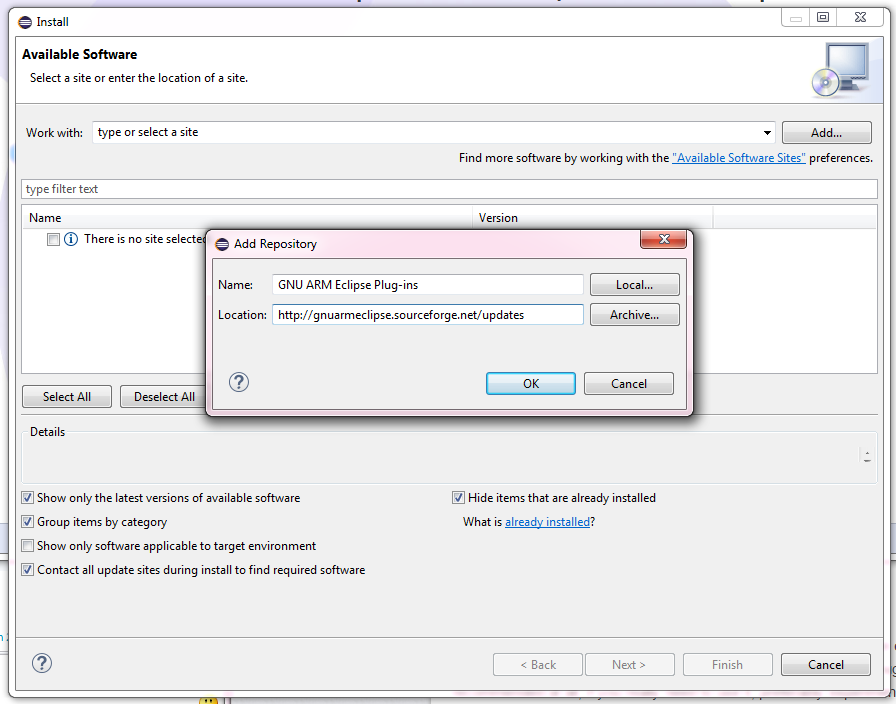 Install
Available Software
Select a site or enter the location of a site.
Work with: type or select a site Add...
Find more software by working with the "Available Software Sites" preferences.
type filter text
Name Version
There is no site selected
Add Repository
Name: GNU ARM Eclipse Plug-ins Local...
Location: http://gnuarmeclipse.sourceforge.net/updates Archive...
OK Cancel
Select All Deselect All
Details
Show only the latest versions of available software Hide items that are already installed
Group items by category What is already installed?
Show only software applicable to target environment
Contact all update sites during install to find required software
< Back Next > Finish Cancel